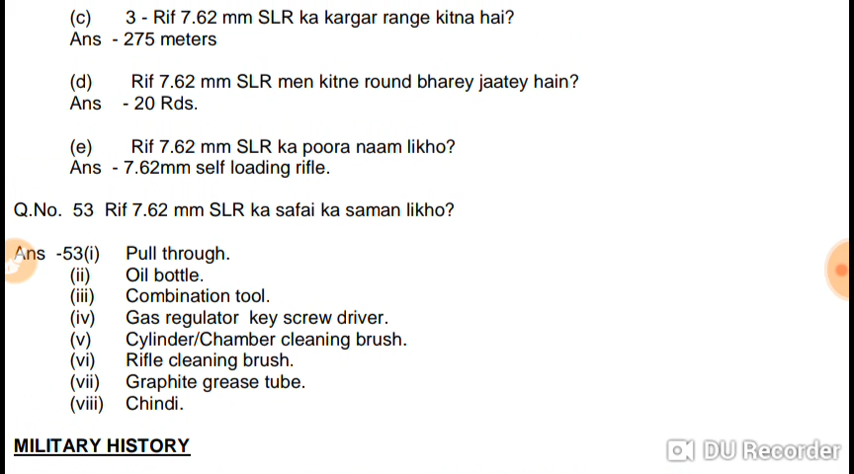 (c) 3 - Rif 7.62 mm SLR ka kargar range kitna hai?
Ans - 275 meters
(d) Rif 7.62 mm SLR men kitne round bharey jaatey hain?
Ans - 20 Rds.
(e) Rif 7.62 mm SLR ka poora naam likho?
Ans - 7.62mm self loading rifle.
Q.No. 53 Rif 7.62 mm SLR ka safai ka saman likho?
Ans -53(i) Pull through.
(ii) Oil bottle.
(iii) Combination tool.
(iv) Gas regulator key screw driver.
(v) Cylinder/Chamber cleaning brush.
(vi) Rifle cleaning brush.
(vii) Graphite grease tube.
(viii) Chindi.
MILITARY HISTORY
DU Recorder